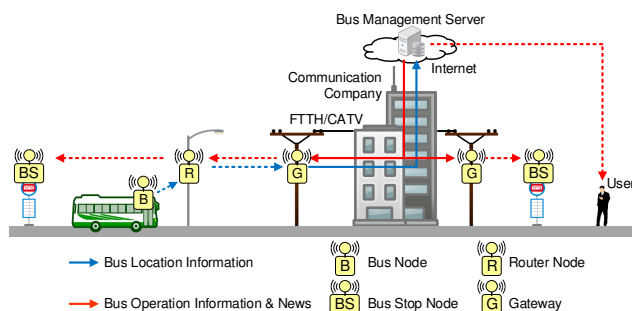 Bus Management Server
Internet
Communication
Company
FTTH/CATV
BS
R
G
G
BS
B
User
Bus Location Information
B
Bus Node
R
Router Node
Bus Operation Information & News
BS
Bus Stop Node
G
Gateway